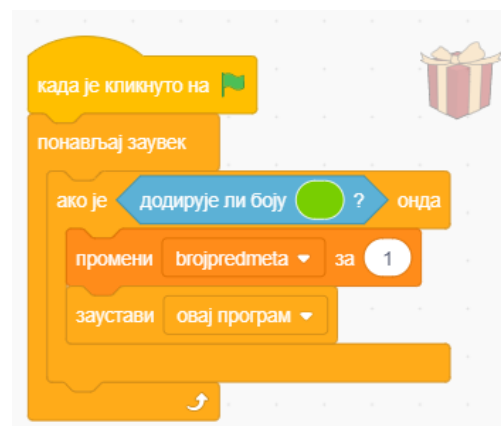 када је кликнуто на
понављај заувек
ако је додирује ли боју ? онда
промени brojpredmeta за 1
заустави овај програм